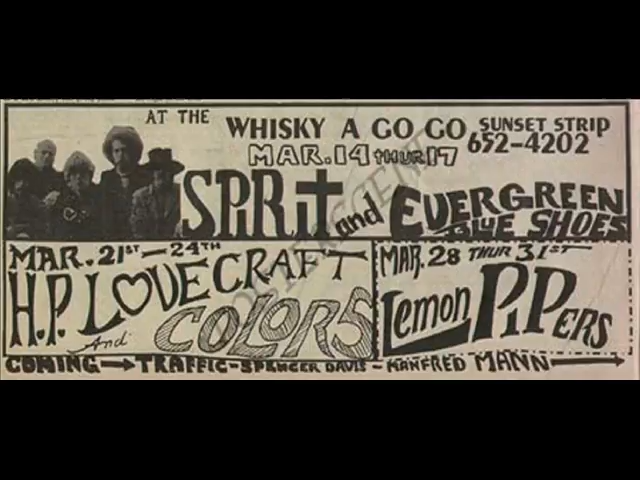 AT THE
WHISKY A GO GO
SUNSET STRIP
652-4202
MAR. 14 THUR 17
SPIRIT and EVERGREEN
BLUE SHOES
MAR. 21ST - 24TH
H.P. LOVECRAFT
And COLORS
MAR. 28 THUR 31ST
Lemon PiPERS
COMING → TRAFFIC - SPENCER DAVIS - MANFRED MANN →